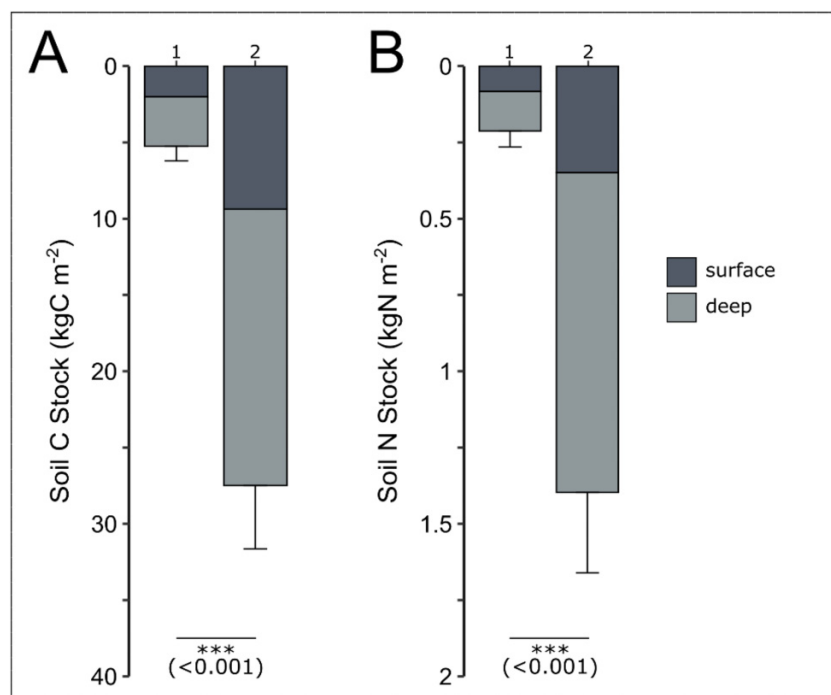 A
1 2
0
10
20
30
40
Soil C Stock (kgC m-2)
***
(<0.001)
B
1 2
0
0.5
1
1.5
2
Soil N Stock (kgN m-2)
***
(<0.001)
surface
deep